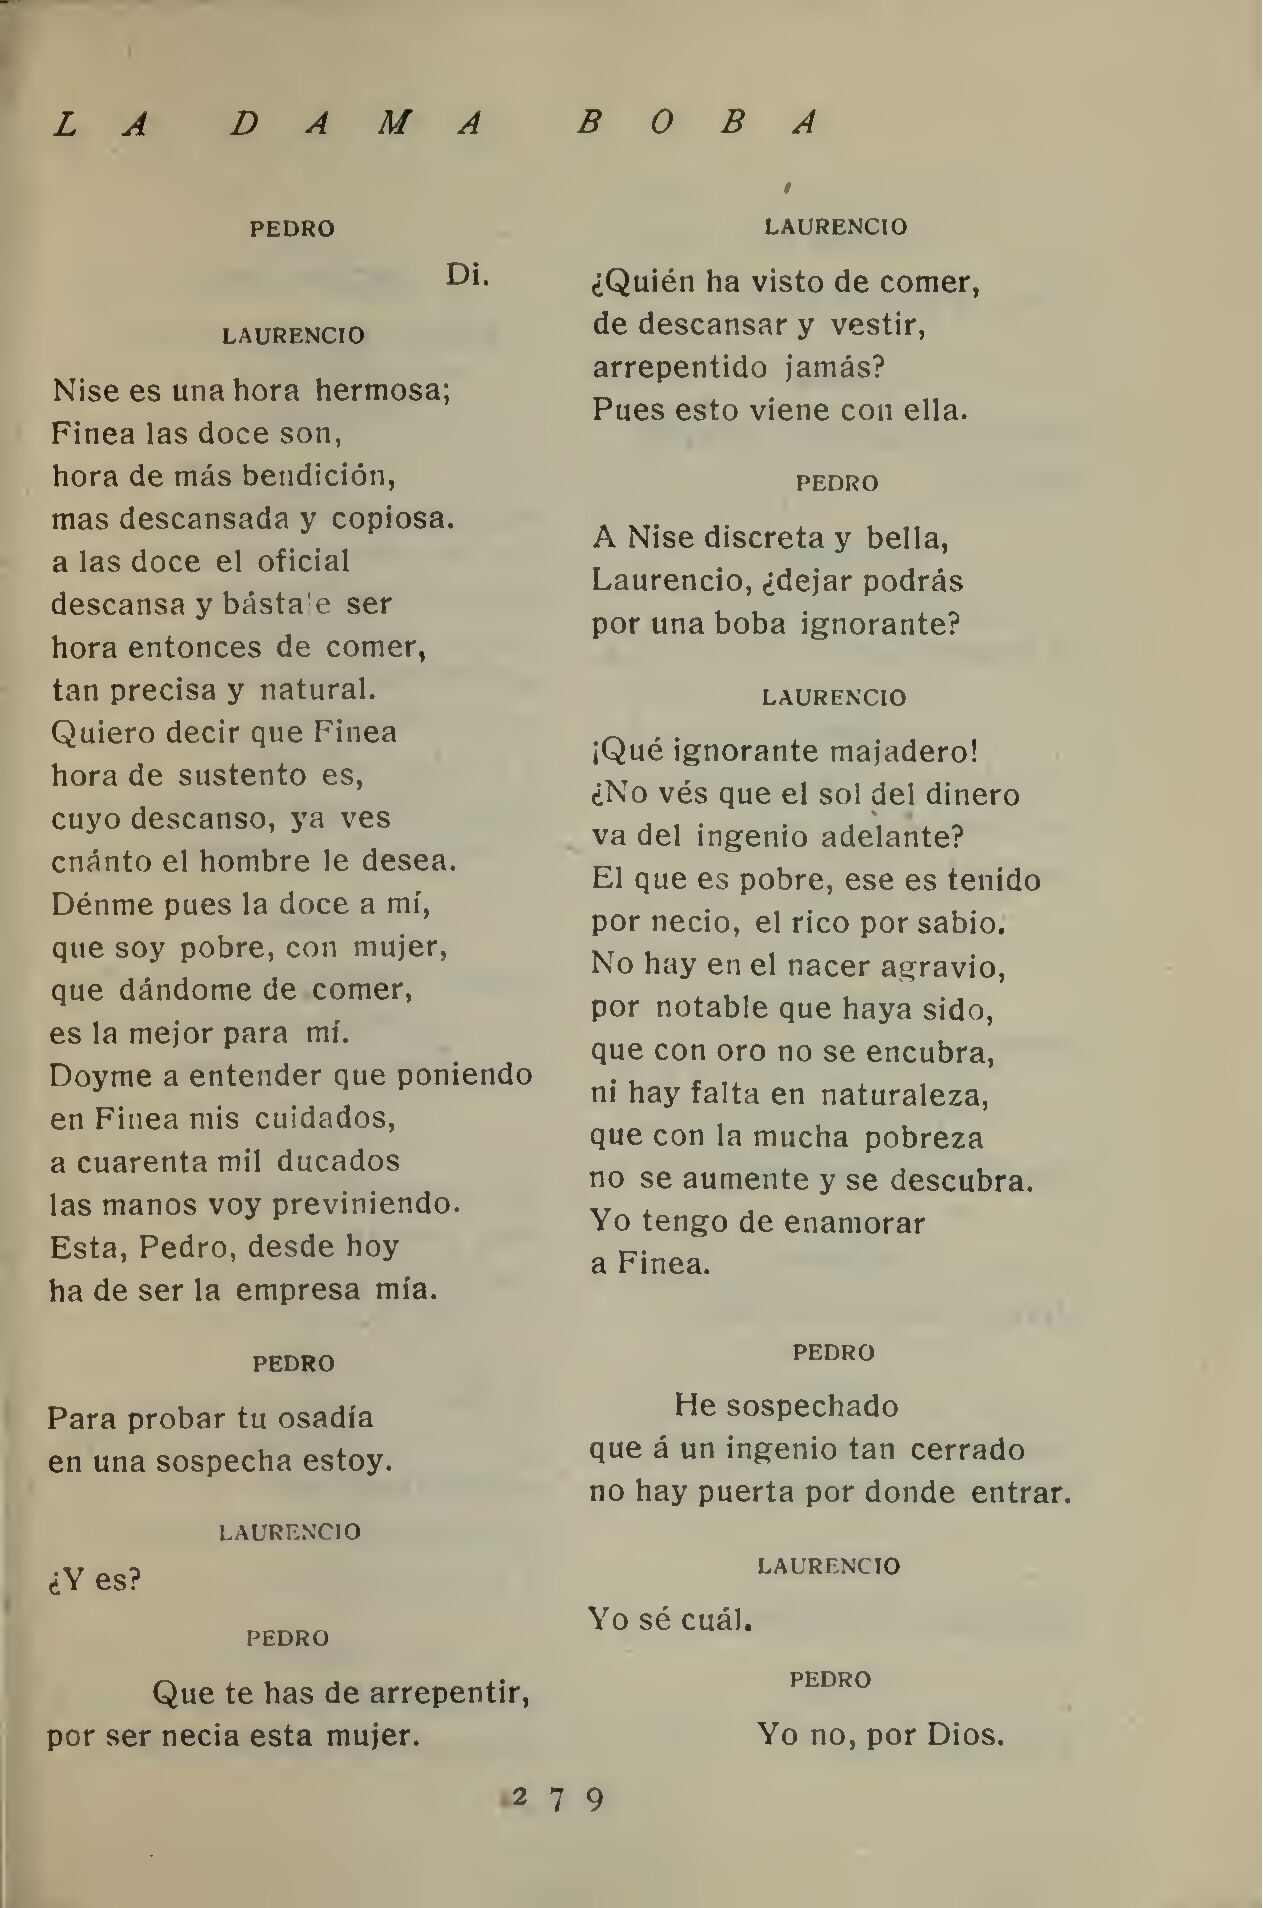 LA DAMA BOBA
PEDRO
Di.
LAURENCIO
Nise es una hora hermosa;
Finea las doce son,
hora de más bendición,
mas descansada y copiosa.
a las doce el oficial
descansa y básta'e ser
hora entonces de comer,
tan precisa y natural.
Quiero decir que Finea
hora de sustento es,
cuyo descanso, ya ves
cnánto el hombre le desea.
Dénme pues la doce a mí,
que soy pobre, con mujer,
que dándome de comer,
es la mejor para mí.
Doyme a entender que poniendo
en Finea mis cuidados,
a cuarenta mil ducados
las manos voy previniendo.
Esta, Pedro, desde hoy
ha de ser la empresa mía.
PEDRO
Para probar tu osadía
en una sospecha estoy.
LAURENCIO
¿Y es?
PEDRO
Que te has de arrepentir,
por ser necia esta mujer.
LAURENCIO
¿Quién ha visto de comer,
de descansar y vestir,
arrepentido jamás?
Pues esto viene con ella.
PEDRO
A Nise discreta y bella,
Laurencio, ¿dejar podrás
por una boba ignorante?
LAURENCIO
¡Qué ignorante majadero!
¿No vés que el sol del dinero
va del ingenio adelante?
El que es pobre, ese es tenido
por necio, el rico por sabio.
No hay en el nacer agravio,
por notable que haya sido,
que con oro no se encubra,
ni hay falta en naturaleza,
que con la mucha pobreza
no se aumente y se descubra.
Yo tengo de enamorar
a Finea.
PEDRO
He sospechado
que á un ingenio tan cerrado
no hay puerta por donde entrar.
LAURENCIO
Yo sé cuál.
PEDRO
Yo no, por Dios.
279